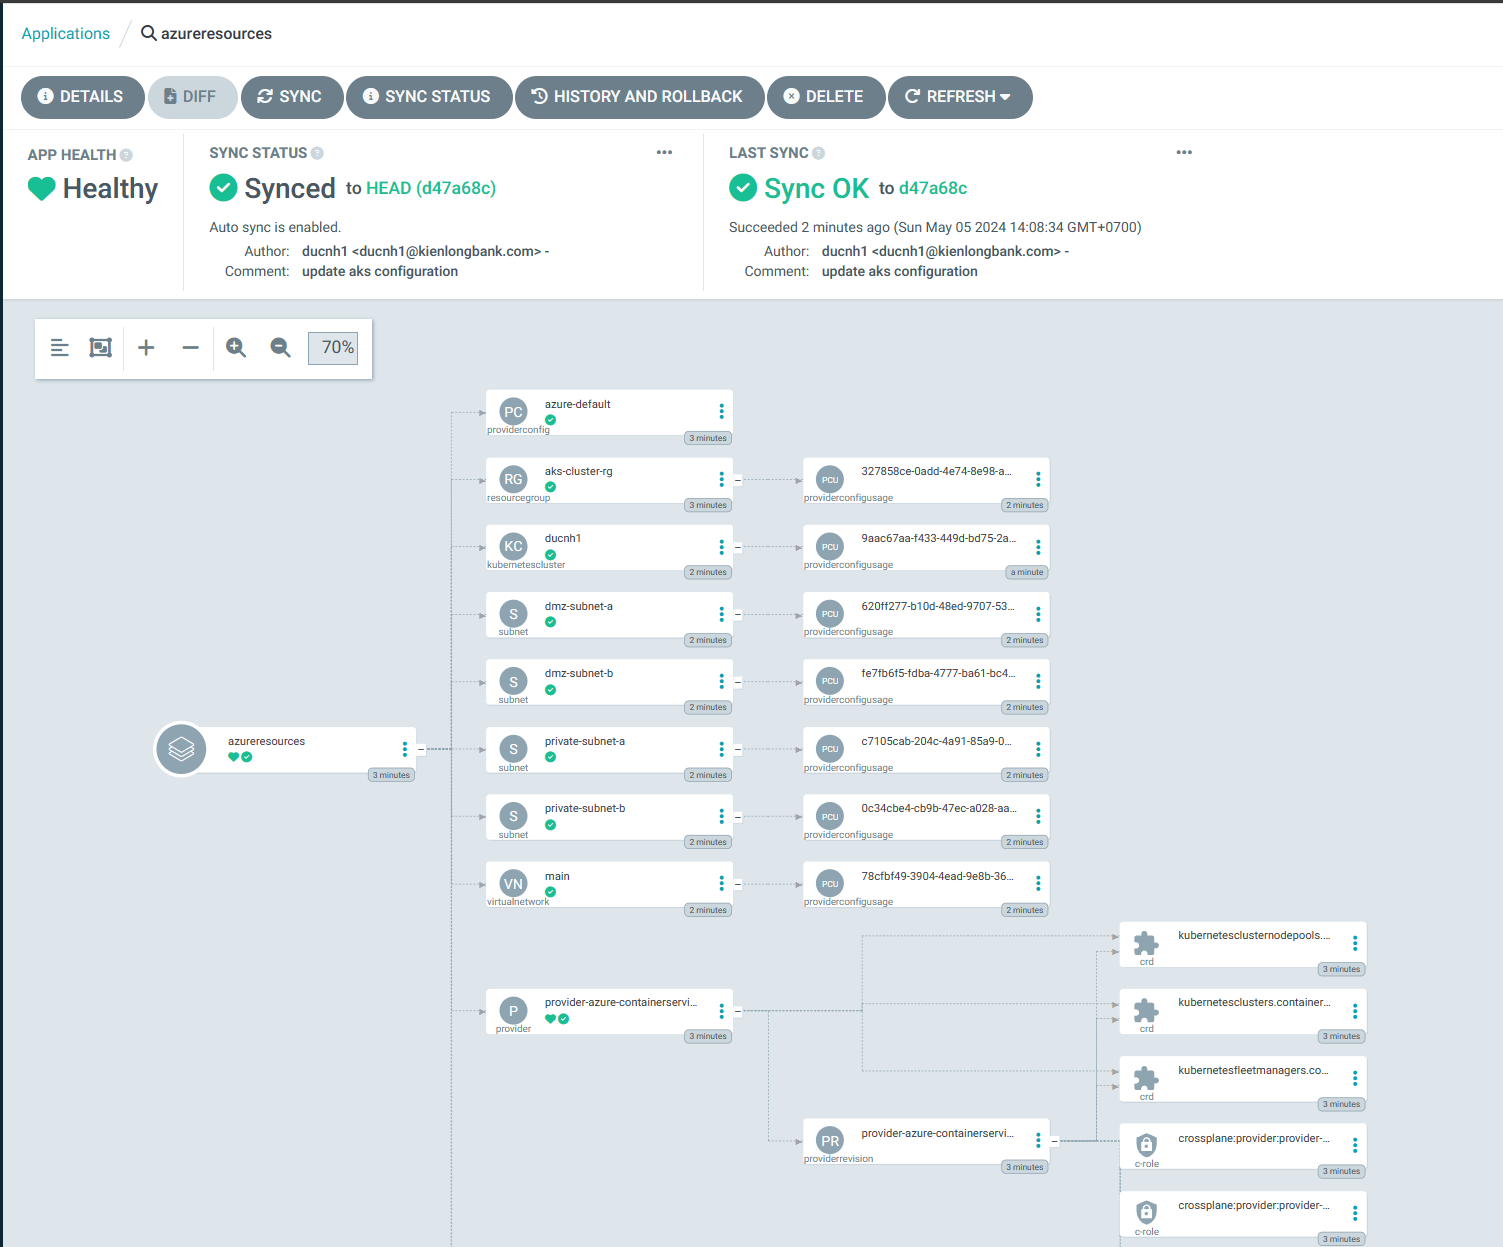 Applications
azureresources
DETAILS
DIFF
SYNC
SYNC STATUS
HISTORY AND ROLLBACK
DELETE
REFRESH
APP HEALTH
Healthy
SYNC STATUS
Synced to HEAD (d47a68c)
Auto sync is enabled.
Author: ducnh1 <ducnh1@kienlongbank.com> -
Comment: update aks configuration
LAST SYNC
Sync OK to d47a68c
Succeeded 2 minutes ago (Sun May 05 2024 14:08:34 GMT+0700)
Author: ducnh1 <ducnh1@kienlongbank.com> -
Comment: update aks configuration
70%
PC
azure-default
providerconfig
3 minutes
RG
aks-cluster-rg
resourcegroup
3 minutes
PCU
327858ce-0add-4e74-8e98-a...
providerconfigusage
2 minutes
KC
ducnh1
kubernetescluster
2 minutes
PCU
9aac67aa-f433-449d-bd75-2a...
providerconfigusage
a minute
S
dmz-subnet-a
subnet
2 minutes
PCU
620ff277-b10d-48ed-9707-53...
providerconfigusage
2 minutes
S
dmz-subnet-b
subnet
2 minutes
PCU
fe7fb6f5-fdba-4777-ba61-bc4...
providerconfigusage
2 minutes
azureresources
3 minutes
S
private-subnet-a
subnet
2 minutes
PCU
c7105cab-204c-4a91-85a9-0...
providerconfigusage
2 minutes
S
private-subnet-b
subnet
2 minutes
PCU
0c34cbe4-cb9b-47ec-a028-aa...
providerconfigusage
2 minutes
VN
main
virtualnetwork
2 minutes
PCU
78cfbf49-3904-4ead-9e8b-36...
providerconfigusage
2 minutes
kubernetesclusternodepools....
crd
3 minutes
P
provider-azure-containerservi...
provider
3 minutes
kubernetesclusters.container...
crd
3 minutes
kubernetesfleetmanagers.co...
crd
3 minutes
PR
provider-azure-containerservi...
providerrevision
3 minutes
crossplane:provider:provider-...
c-role
3 minutes
crossplane:provider:provider-...
c-role
3 minutes